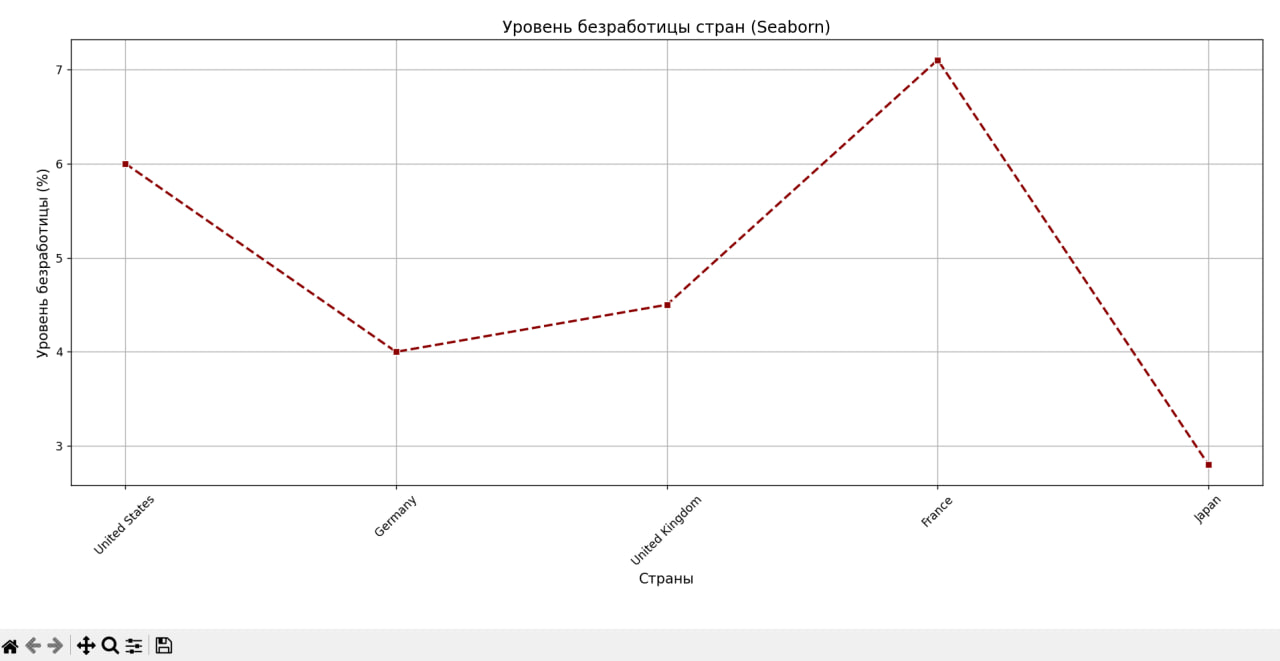 Уровень безработицы стран (Seaborn)
Уровень безработицы (%)
7
6
5
4
3
United States
Germany
United Kingdom
France
Japan
Страны